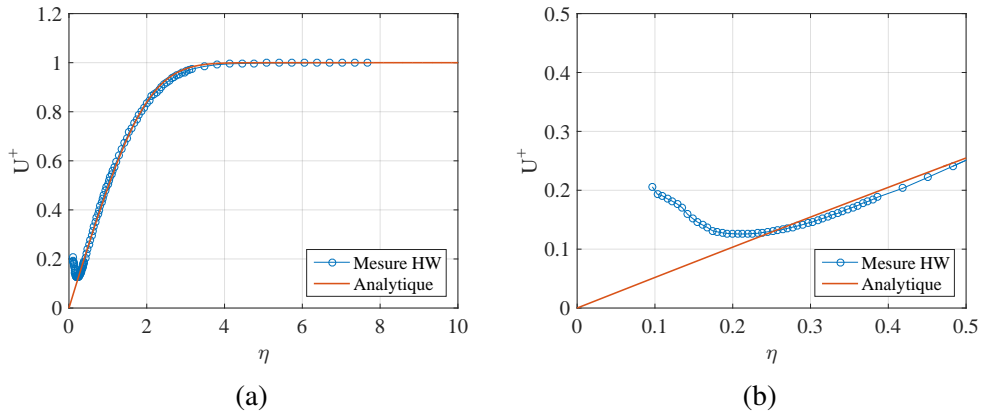 1.2
1
0.8
0.6
0.4
0.2
0
U+
0 2 4 6 8 10
η
Mesure HW
Analytique
(a)
0.5
0.4
0.3
0.2
0.1
0
U+
0 0.1 0.2 0.3 0.4 0.5
η
Mesure HW
Analytique
(b)